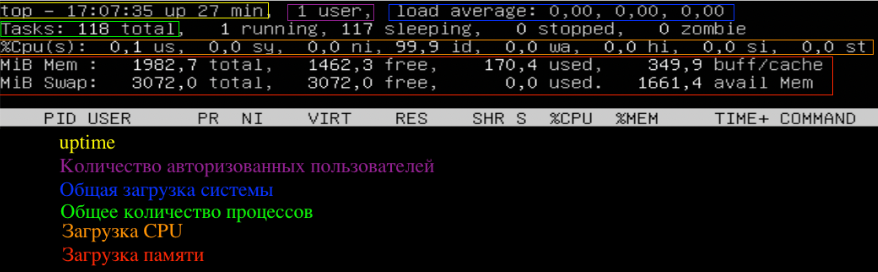 top - 17:07:35 up 27 min, 1 user, load average: 0,00, 0,00, 0,00
Tasks: 118 total, 1 running, 117 sleeping, 0 stopped, 0 zombie
%Cpu(s): 0,1 us, 0,0 sy, 0,0 ni, 99,9 id, 0,0 wa, 0,0 hi, 0,0 si, 0,0 st
MiB Mem : 1982,7 total, 1462,3 free, 170,4 used, 349,9 buff/cache
MiB Swap: 3072,0 total, 3072,0 free, 0,0 used. 1661,4 avail Mem
PID USER PR NI VIRT RES SHR S %CPU %MEM TIME+ COMMAND
uptime
Количество авторизованных пользователей
Общая загрузка системы
Общее количество процессов
Загрузка CPU
Загрузка памяти